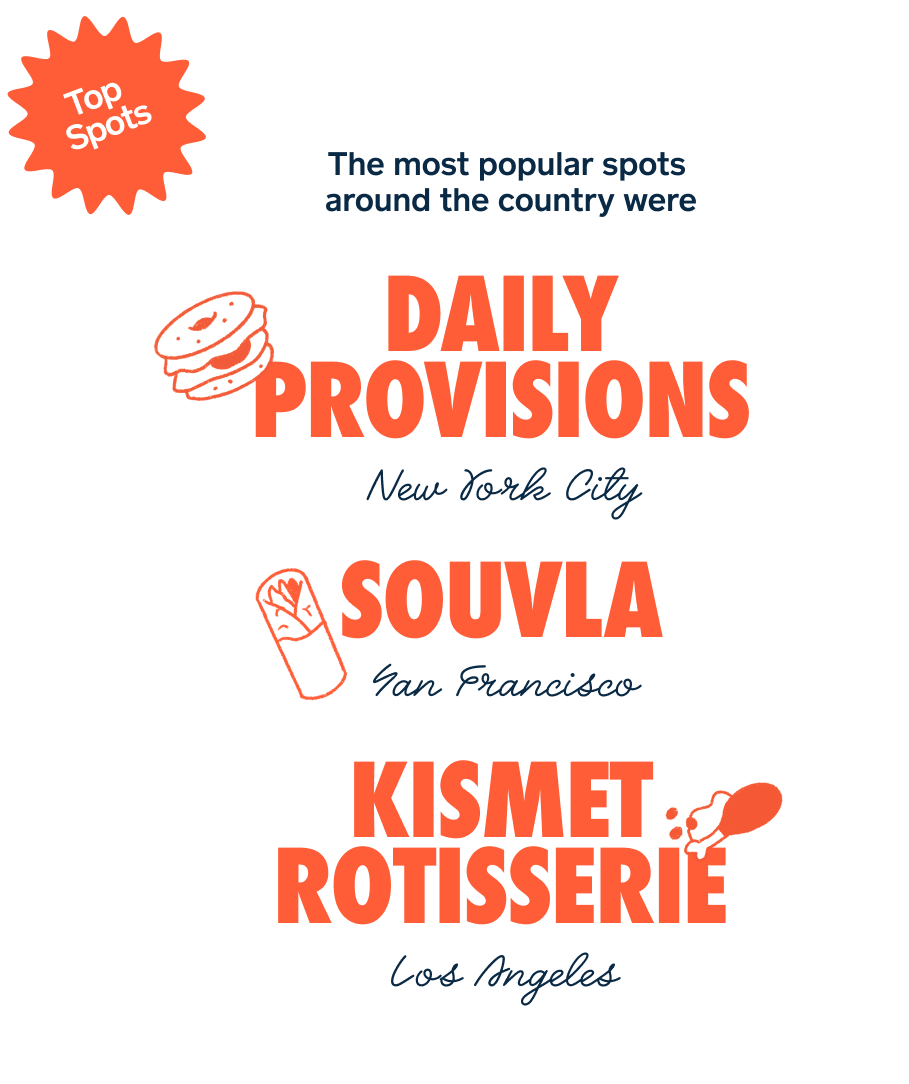 Top
Spots
The most popular spots
around the country were
DAILY
PROVISIONS
New York City
SOUVLA
San Francisco
KISMET
ROTISSERIE
Los Angeles